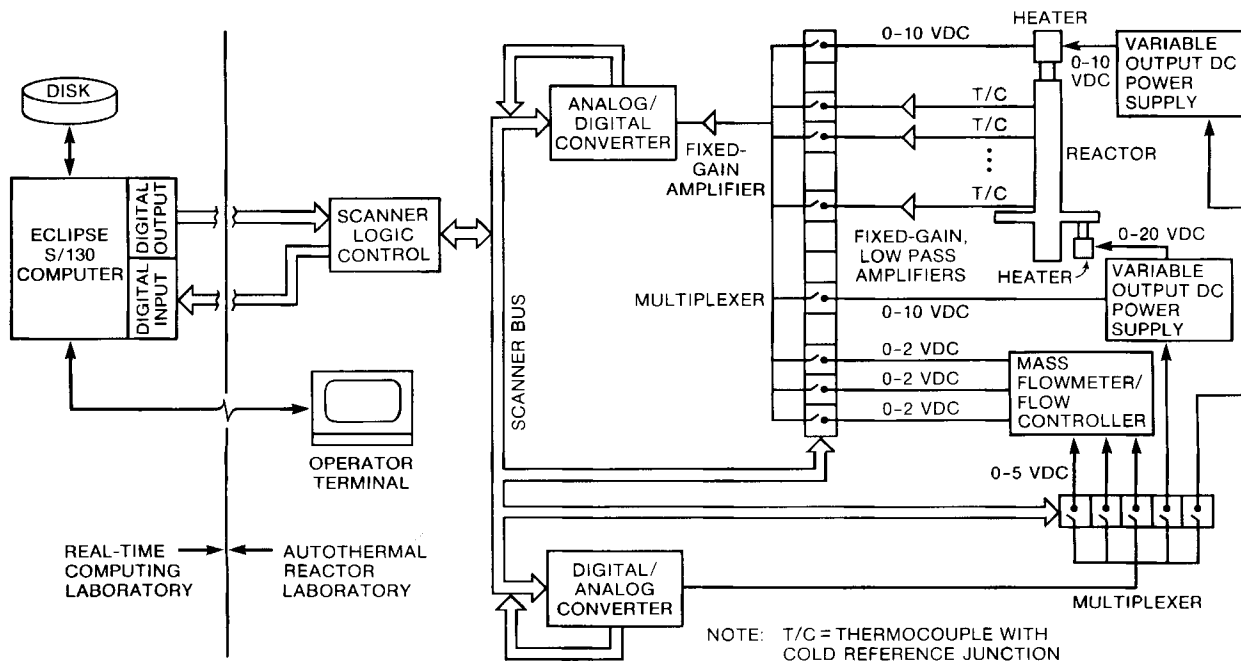 HEATER
0-10 VDC
VARIABLE
OUTPUT DC
POWER
SUPPLY
0-10
VDC
DISK
ANALOG/
DIGITAL
CONVERTER
T/C
T/C
T/C
FIXED-
GAIN
AMPLIFIER
REACTOR
ECLIPSE
S/130
COMPUTER
DIGITAL
OUTPUT
DIGITAL
INPUT
SCANNER
LOGIC
CONTROL
FIXED-GAIN,
LOW PASS
AMPLIFIERS
0-20 VDC
HEATER
VARIABLE
OUTPUT DC
POWER
SUPPLY
MULTIPLEXER
0-10 VDC
SCANNER BUS
0-2 VDC
0-2 VDC
0-2 VDC
MASS
FLOWMETER/
FLOW
CONTROLLER
OPERATOR
TERMINAL
0-5 VDC
REAL-TIME
COMPUTING
LABORATORY
AUTOTHERMAL
REACTOR
LABORATORY
DIGITAL/
ANALOG
CONVERTER
MULTIPLEXER
NOTE: T/C = THERMOCOUPLE WITH
COLD REFERENCE JUNCTION